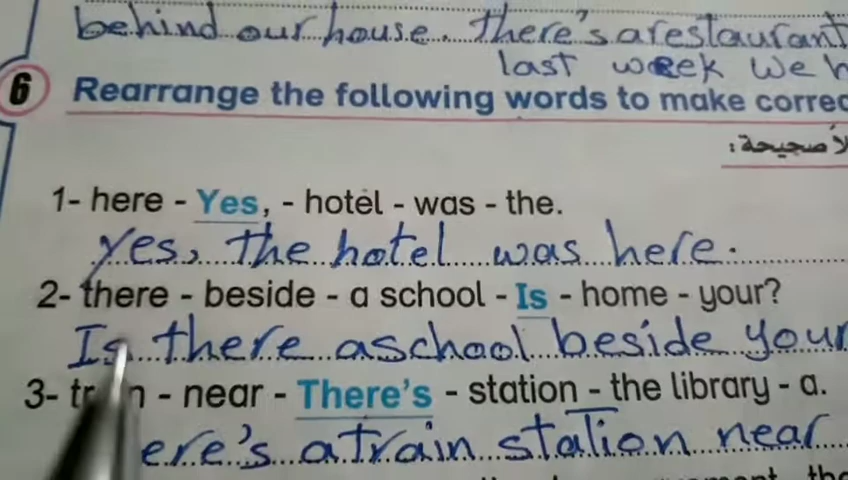 behind our house. there's a restaurant
last week We h
6 Rearrange the following words to make correc
لأ صحيحة:
1- here - Yes, - hotel - was - the.
Yes, the hotel was here.
2- there - beside - a school - Is - home - your?
Is there a school beside your
3- - near - There's - station - the library - a.
ere's a train station near